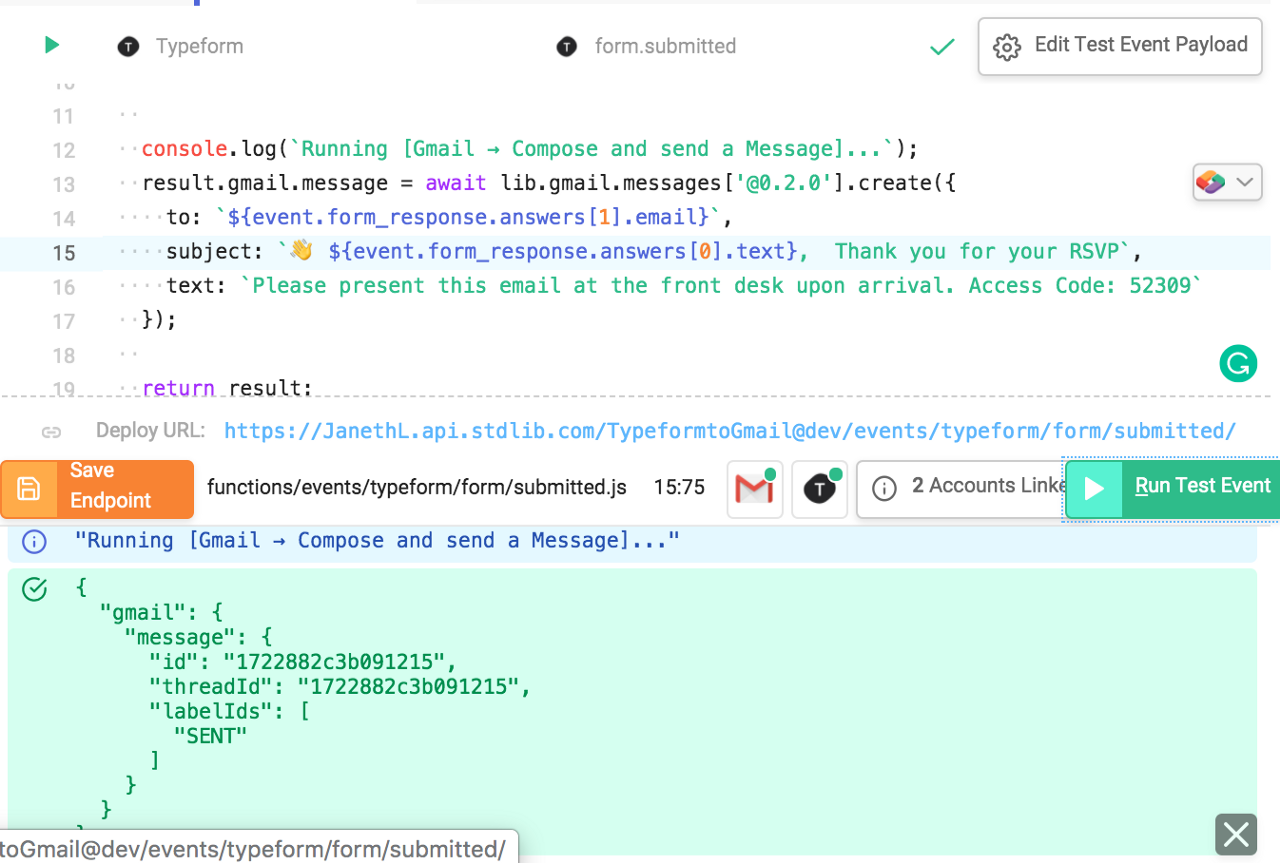 Typeform
form.submitted
Edit Test Event Payload
10
11
12 console.log(`Running [Gmail → Compose and send a Message]...`);
13 result.gmail.message = await lib.gmail.messages['@0.2.0'].create({
14 to: `${event.form_response.answers[1].email}`,
15 subject: `👋 ${event.form_response.answers[0].text}, Thank you for your RSVP`,
16 text: `Please present this email at the front desk upon arrival. Access Code: 52309`
17 });
18
19 return result;
Deploy URL: https://JanethL.api.stdlib.com/TypeformtoGmail@dev/events/typeform/form/submitted/
Save Endpoint
functions/events/typeform/form/submitted.js 15:75
2 Accounts Linke
Run Test Event
"Running [Gmail → Compose and send a Message]..."
{
"gmail": {
"message": {
"id": "1722882c3b091215",
"threadId": "1722882c3b091215",
"labelIds": [
"SENT"
]
}
}
toGmail@dev/events/typeform/form/submitted/